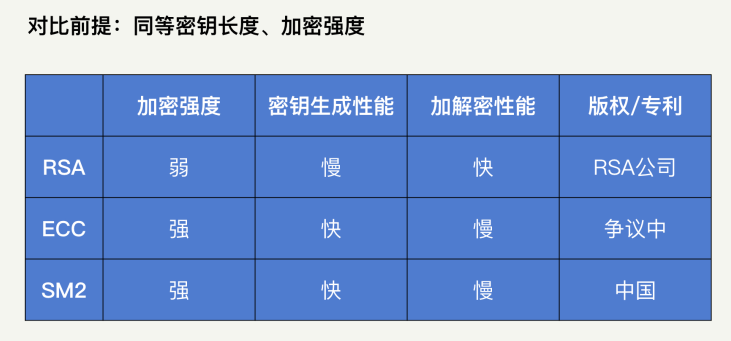 对比前提：同等密钥长度、加密强度
加密强度 密钥生成性能 加解密性能 版权/专利
RSA 弱 慢 快 RSA公司
ECC 强 快 慢 争议中
SM2 强 快 慢 中国